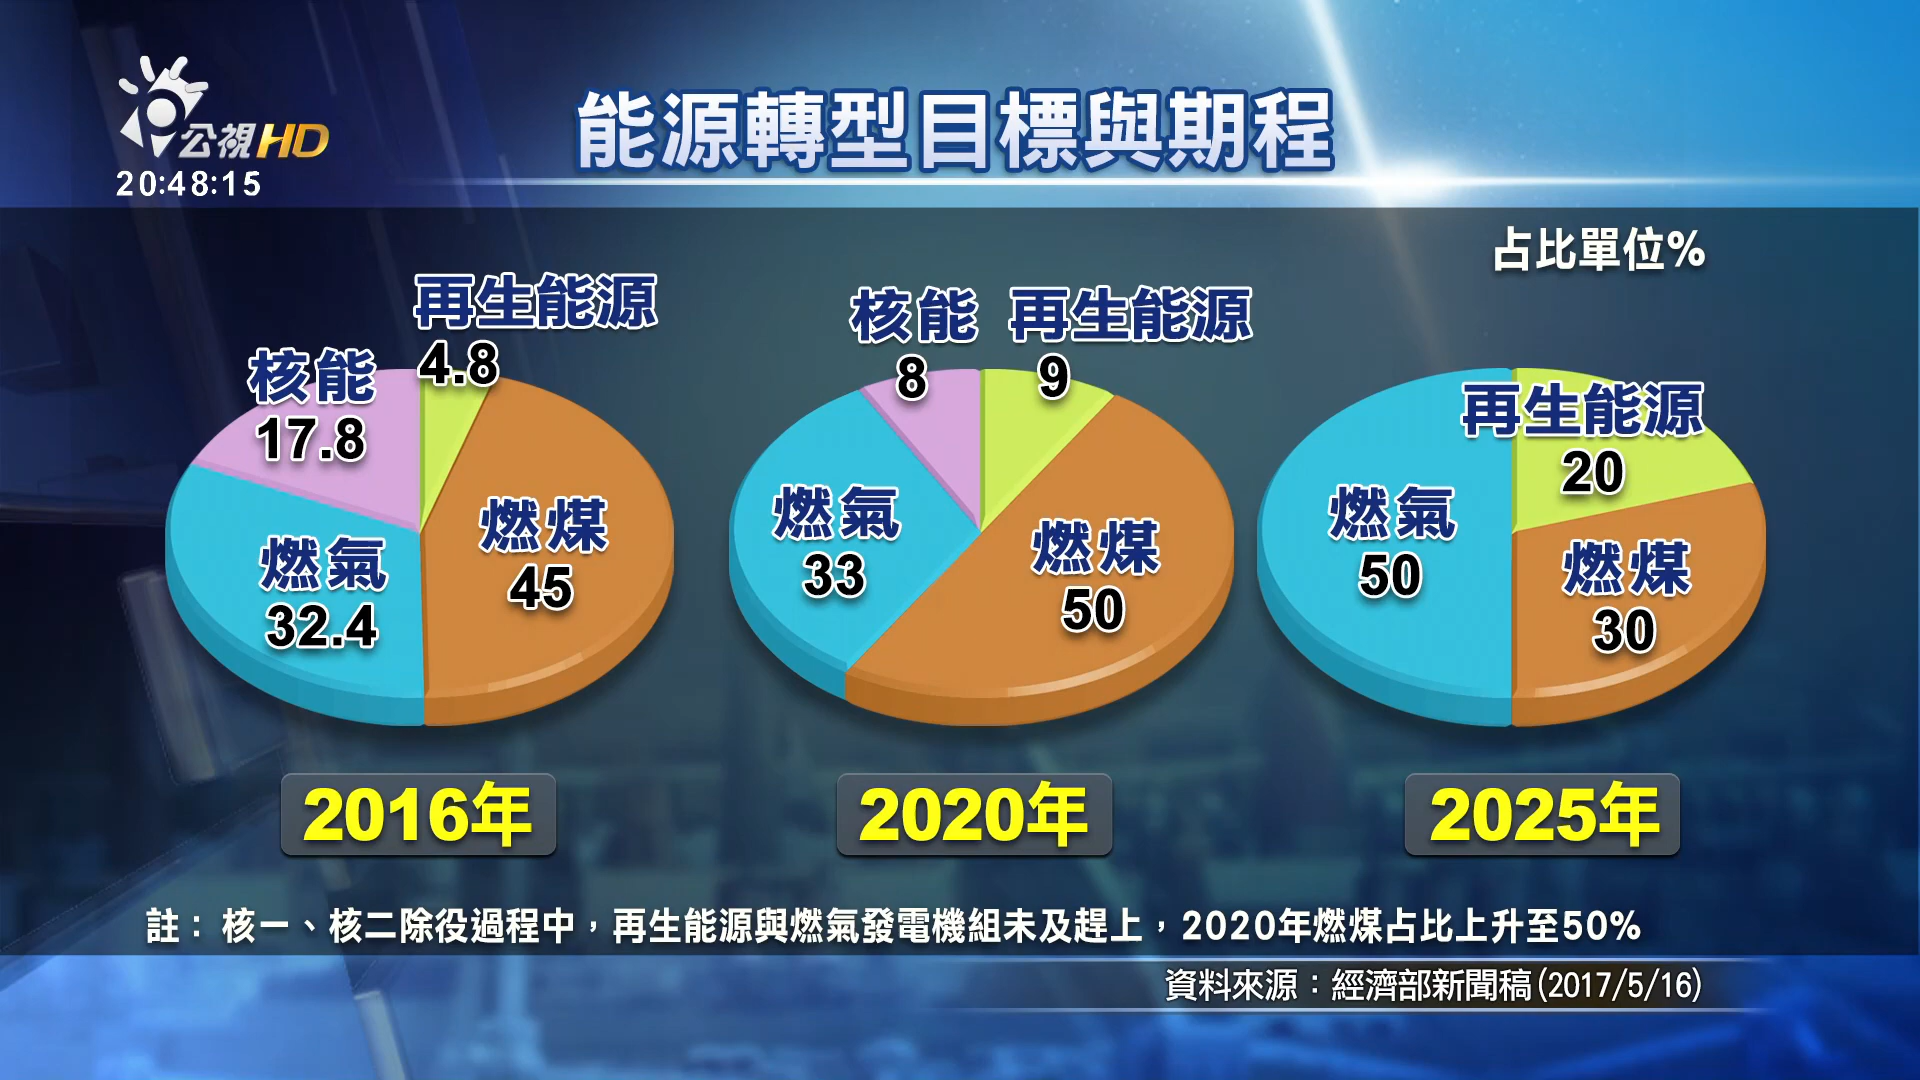 公視HD
20:48:15
能源轉型目標與期程
占比單位%
再生能源
4.8
核能
17.8
燃氣
32.4
燃煤
45
2016年
核能
8
再生能源
9
燃氣
33
燃煤
50
2020年
再生能源
20
燃氣
50
燃煤
30
2025年
註：核一、核二除役過程中，再生能源與燃氣發電機組未及趕上，2020年燃煤占比上升至50%
資料來源：經濟部新聞稿(2017/5/16)